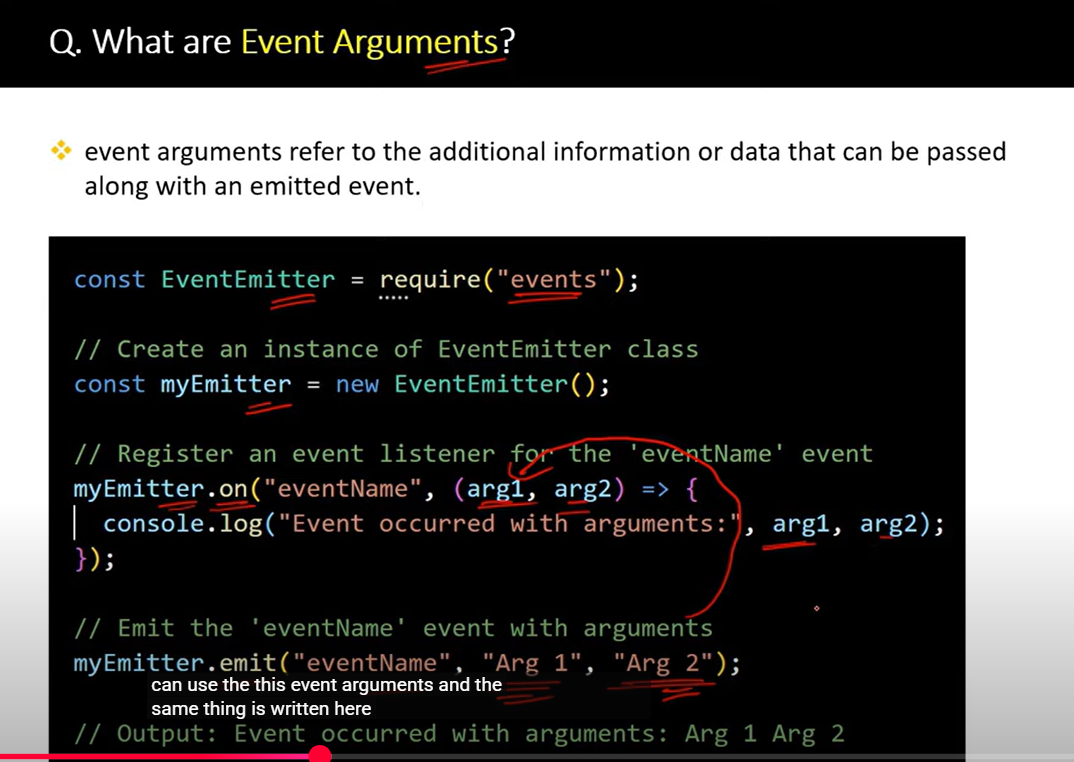 Q. What are Event Arguments?
event arguments refer to the additional information or data that can be passed
along with an emitted event.
const EventEmitter = require("events");
// Create an instance of EventEmitter class
const myEmitter = new EventEmitter();
// Register an event listener for the 'eventName' event
myEmitter.on("eventName", (arg1, arg2) => {
console.log("Event occurred with arguments:", arg1, arg2);
});
// Emit the 'eventName' event with arguments
myEmitter.emit("eventName", "Arg 1", "Arg 2");
can use the this event arguments and the
same thing is written here
// Output: Event occurred with arguments: Arg 1 Arg 2